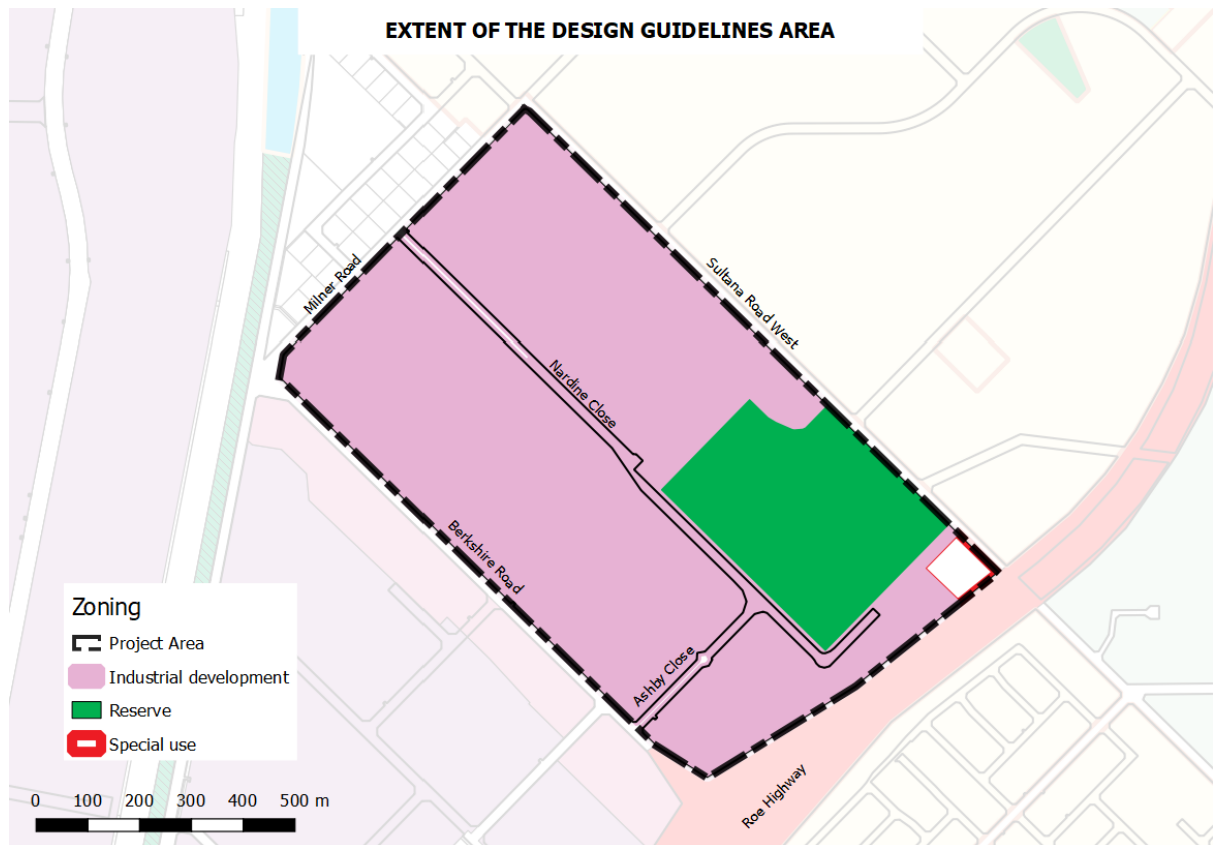 EXTENT OF THE DESIGN GUIDELINES AREA
Milner Road
Sultana Road West
Nardine Close
Berkshire Road
Ashby Close
Roe Highway
Zoning
Project Area
Industrial development
Reserve
Special use
0 100 200 300 400 500 m